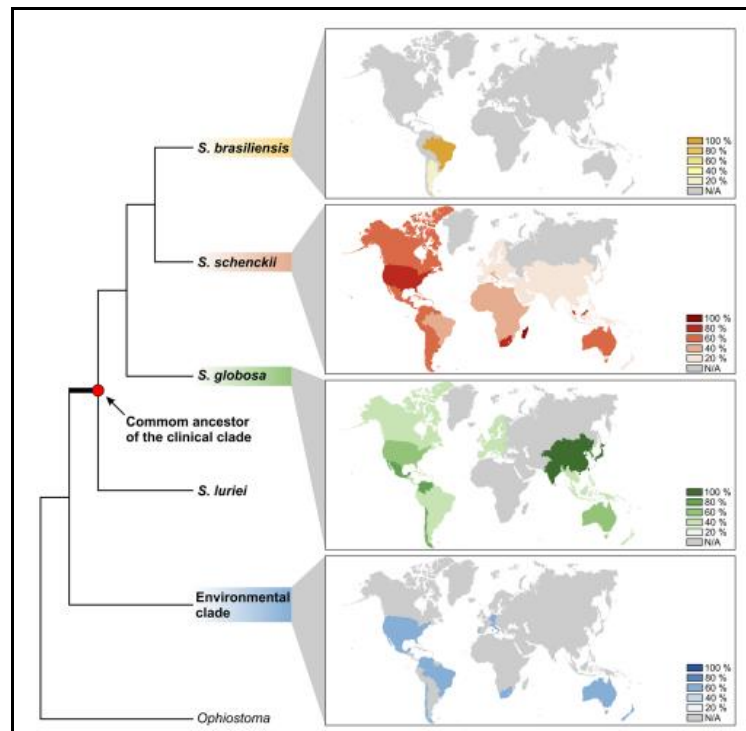 S. brasiliensis
100 %
80 %
60 %
40 %
20 %
N/A
S. schenckii
100 %
80 %
60 %
40 %
20 %
N/A
S. globosa
Commom ancestor
of the clinical clade
100 %
80 %
60 %
40 %
20 %
N/A
S. luriei
Environmental
clade
100 %
80 %
60 %
40 %
20 %
N/A
Ophiostoma